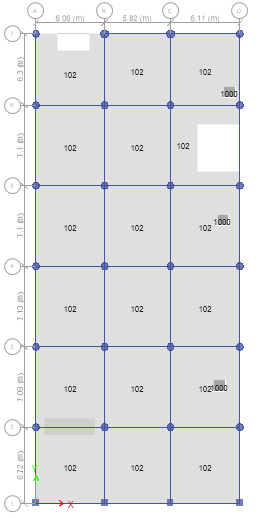 A B C D
6.06 (m) 5.82 (m) 6.11 (m)
7
6.3 (m)
102 102 102
1000
6
7.1 (m)
102 102 102
5
7.1 (m)
1000
102 102 102
4
7.13 (m)
102 102 102
3
7.09 (m)
102 102 102 1000
2
6.72 (m)
Y
102 102 102
1
X